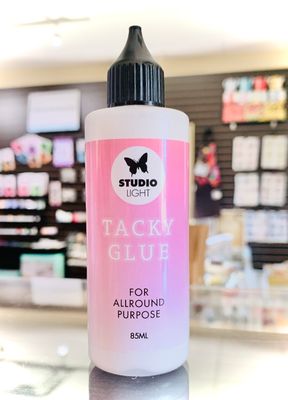 STUDIO
LIGHT
TACKY
GLUE
FOR
ALLROUND
PURPOSE
85ML